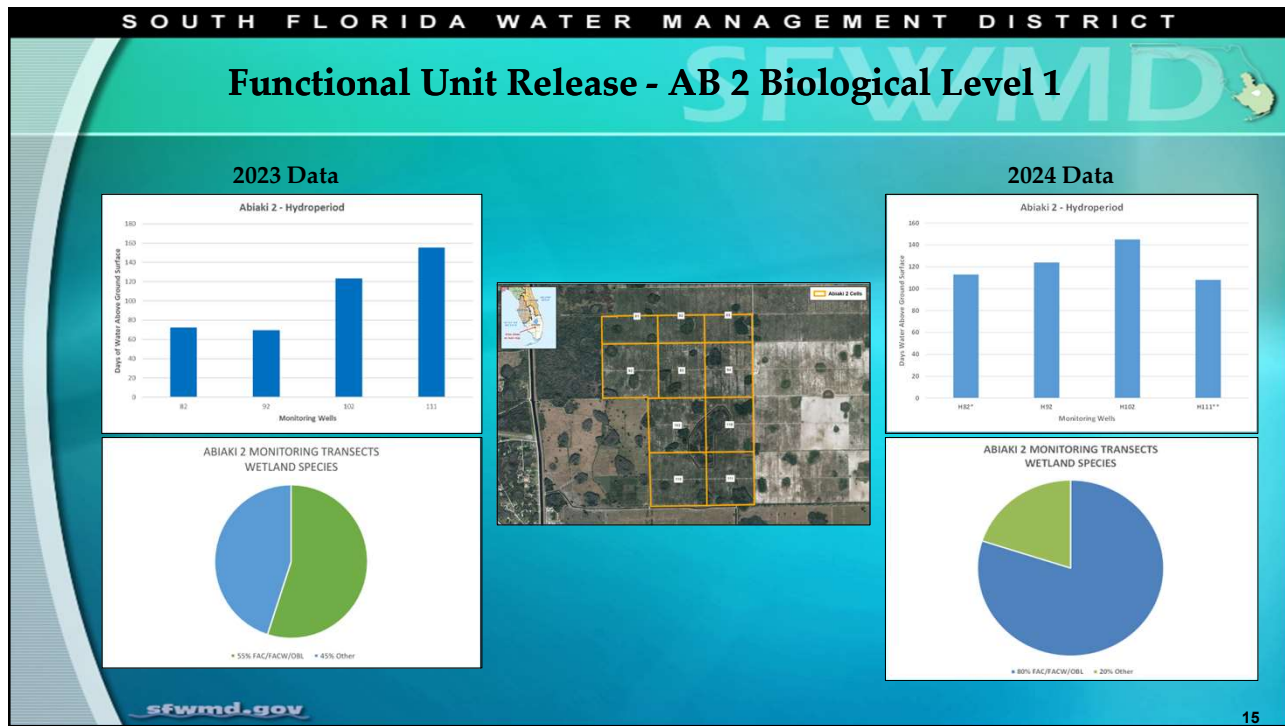 SOUTH FLORIDA WATER MANAGEMENT DISTRICT
SFWMD
Functional Unit Release - AB 2 Biological Level 1
2023 Data
Abiaki 2 - Hydroperiod
Days of Water Above Ground Surface
180
160
140
120
100
80
60
40
20
0
82 92 102 111
Monitoring Wells
ABIAKI 2 MONITORING TRANSECTS
WETLAND SPECIES
55% FAC/FACW/OBL 45% Other
Abiaki 2 Cells
2024 Data
Abiaki 2 - Hydroperiod
Days Water Above Ground Surface
160
140
120
100
80
60
40
20
0
H82* H92 H102 H111**
Monitoring Wells
ABIAKI 2 MONITORING TRANSECTS
WETLAND SPECIES
80% FAC/FACW/OBL 20% Other
sfwmd.gov
15